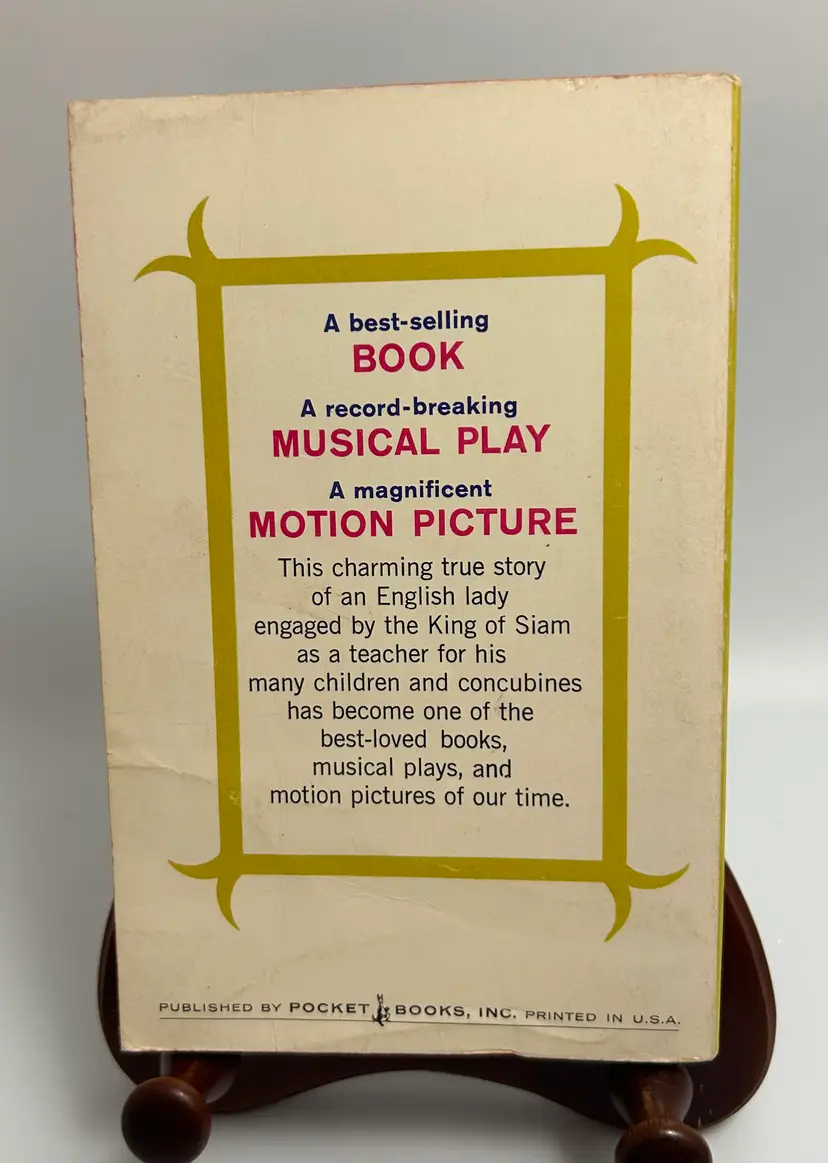 A best-selling
BOOK
A record-breaking
MUSICAL PLAY
A magnificent
MOTION PICTURE
This charming true story
of an English lady
engaged by the King of Siam
as a teacher for his
many children and concubines
has become one of the
best-loved books,
musical plays, and
motion pictures of our time.
PUBLISHED BY POCKET BOOKS, INC. PRINTED IN U.S.A.